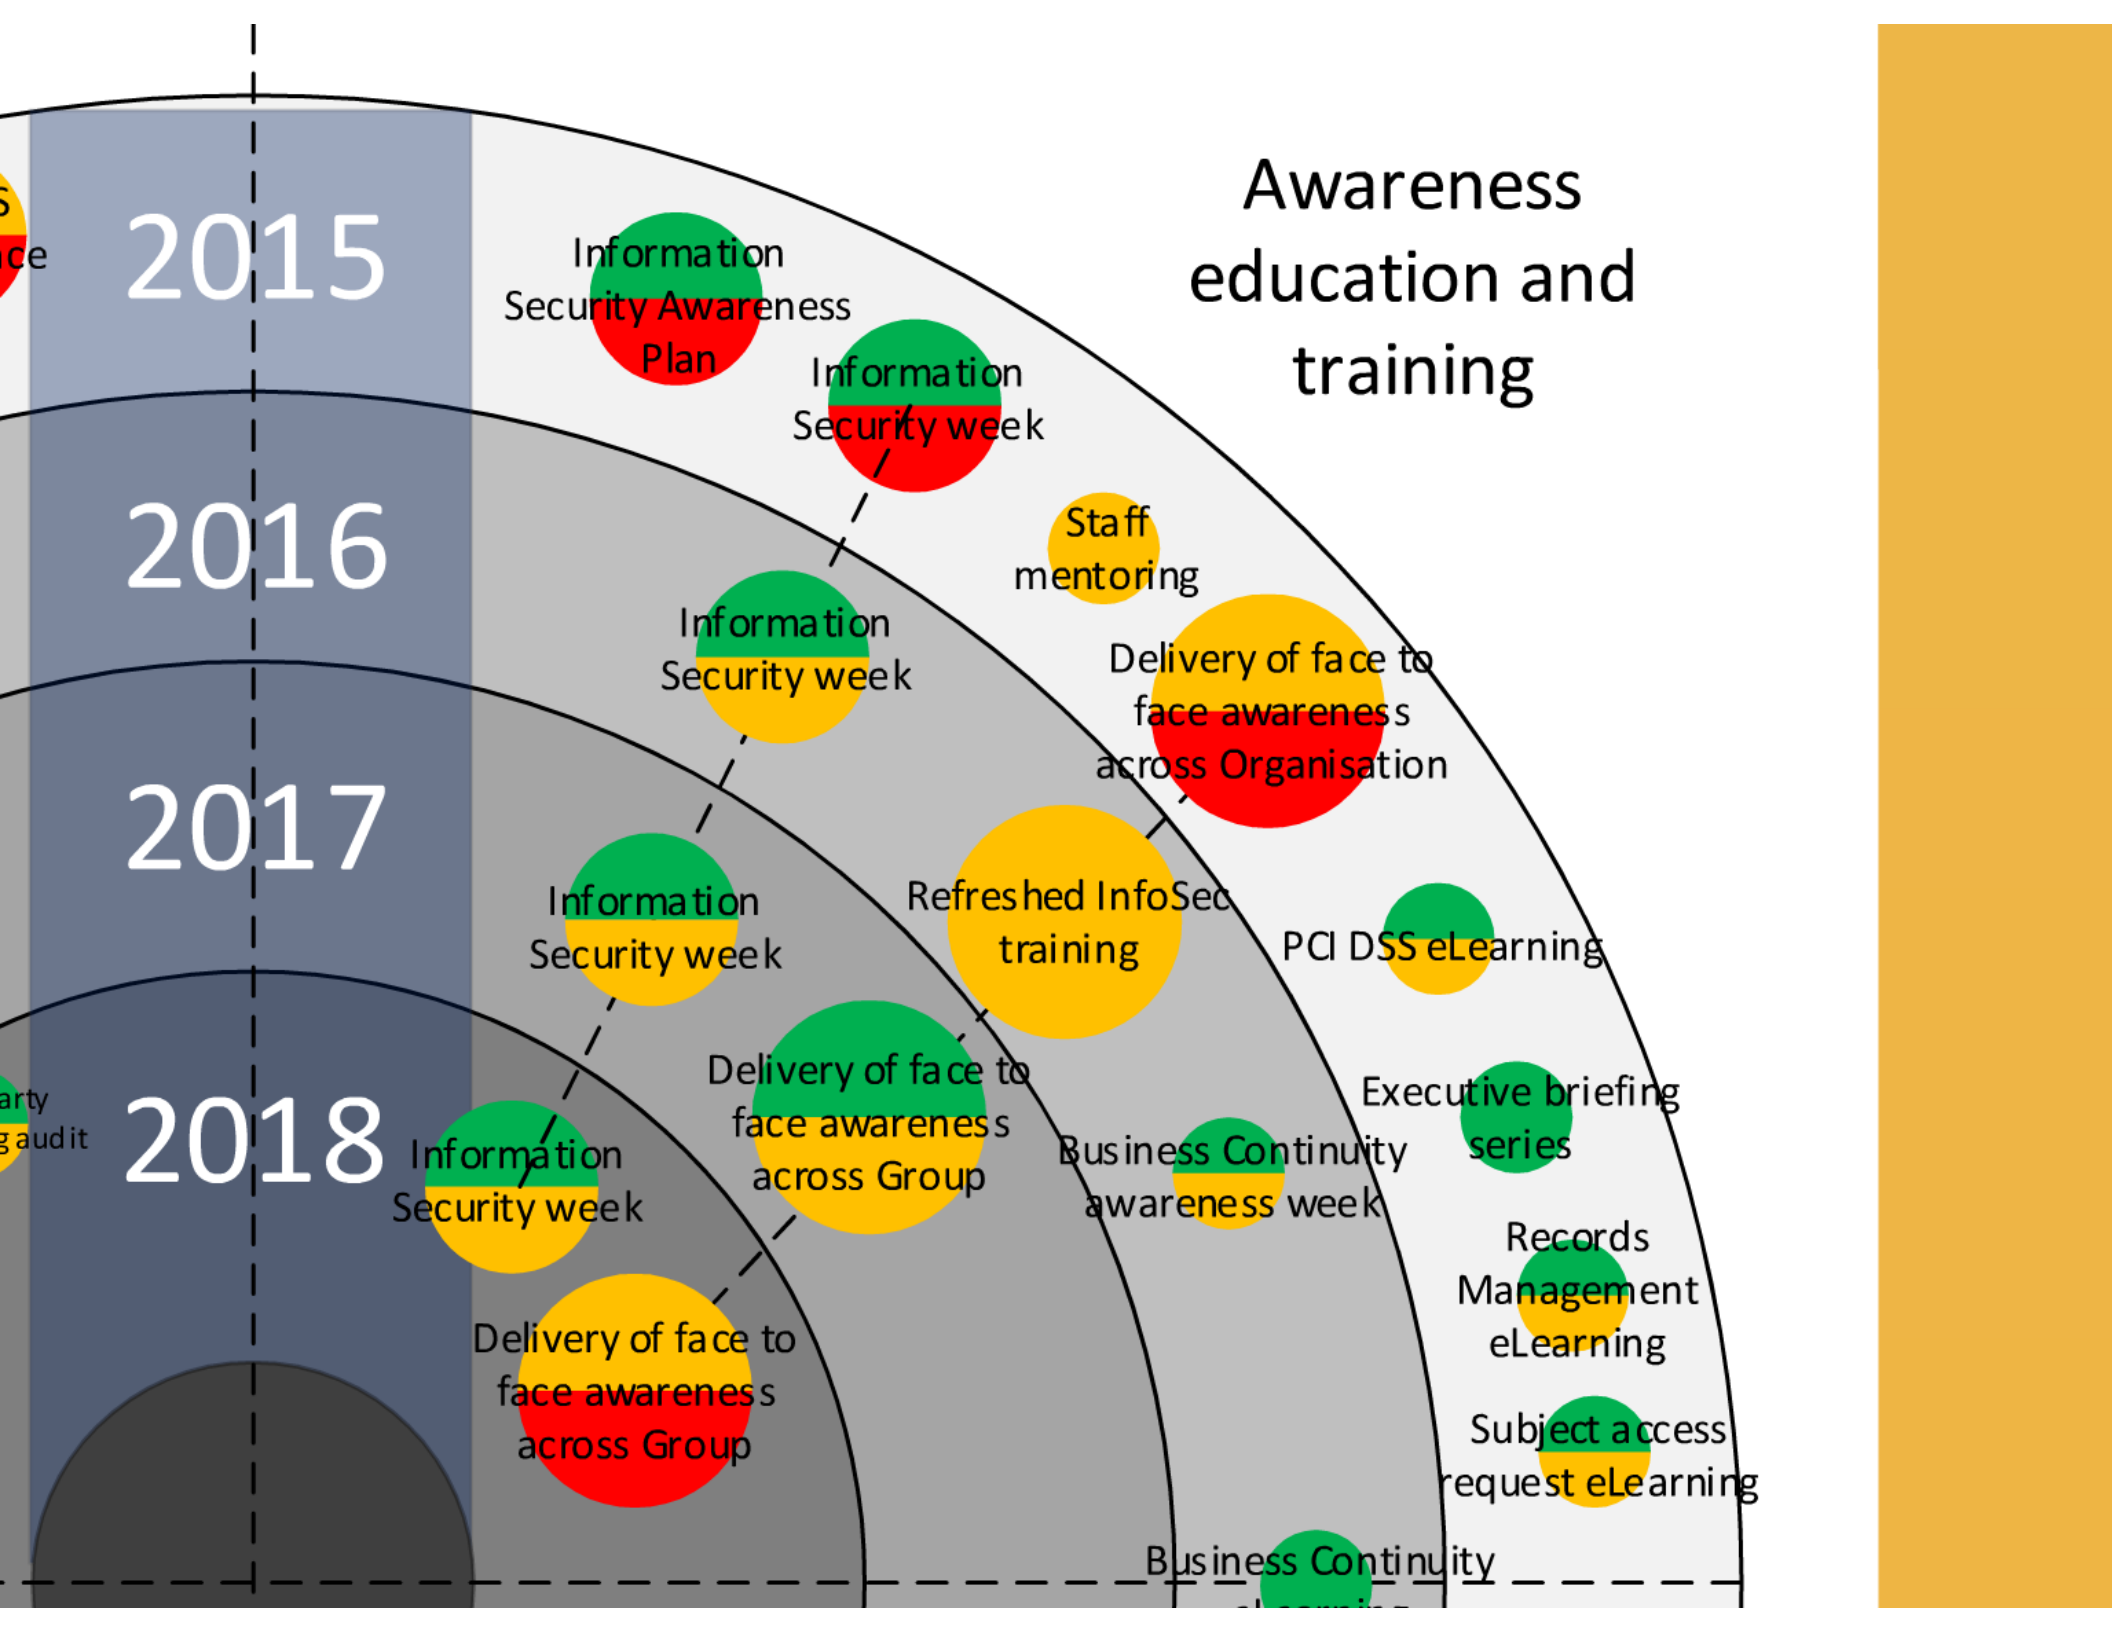 Awareness
education and
training
2015
2016
2017
2018
Information
Security Awareness
Plan
Information
Security week
Staff
mentoring
Delivery of face to
face awareness
across Organisation
PCI DSS eLearning
Executive briefing
series
Records
Management
eLearning
Subject access
request eLearning
Information
Security week
Refreshed InfoSec
training
Business Continuity
awareness week
Business Continuity
Information
Security week
Delivery of face to
face awareness
across Group
Information
Security week
Delivery of face to
face awareness
across Group
audit